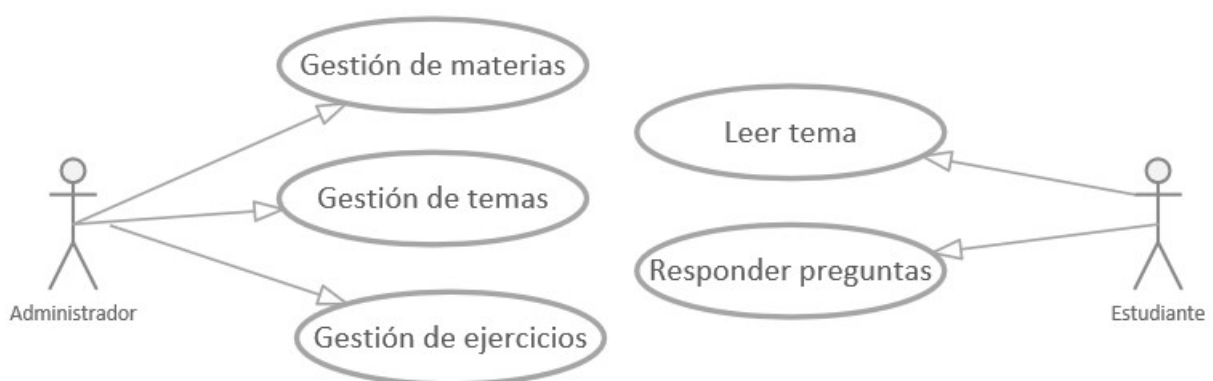 Gestión de materias
Leer tema
Gestión de temas
Responder preguntas
Administrador
Estudiante
Gestión de ejercicios